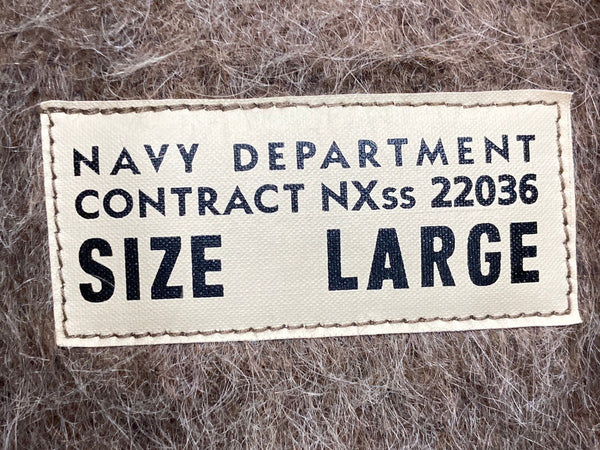 NAVY DEPARTMENT
CONTRACT NXss 22036
SIZE LARGE